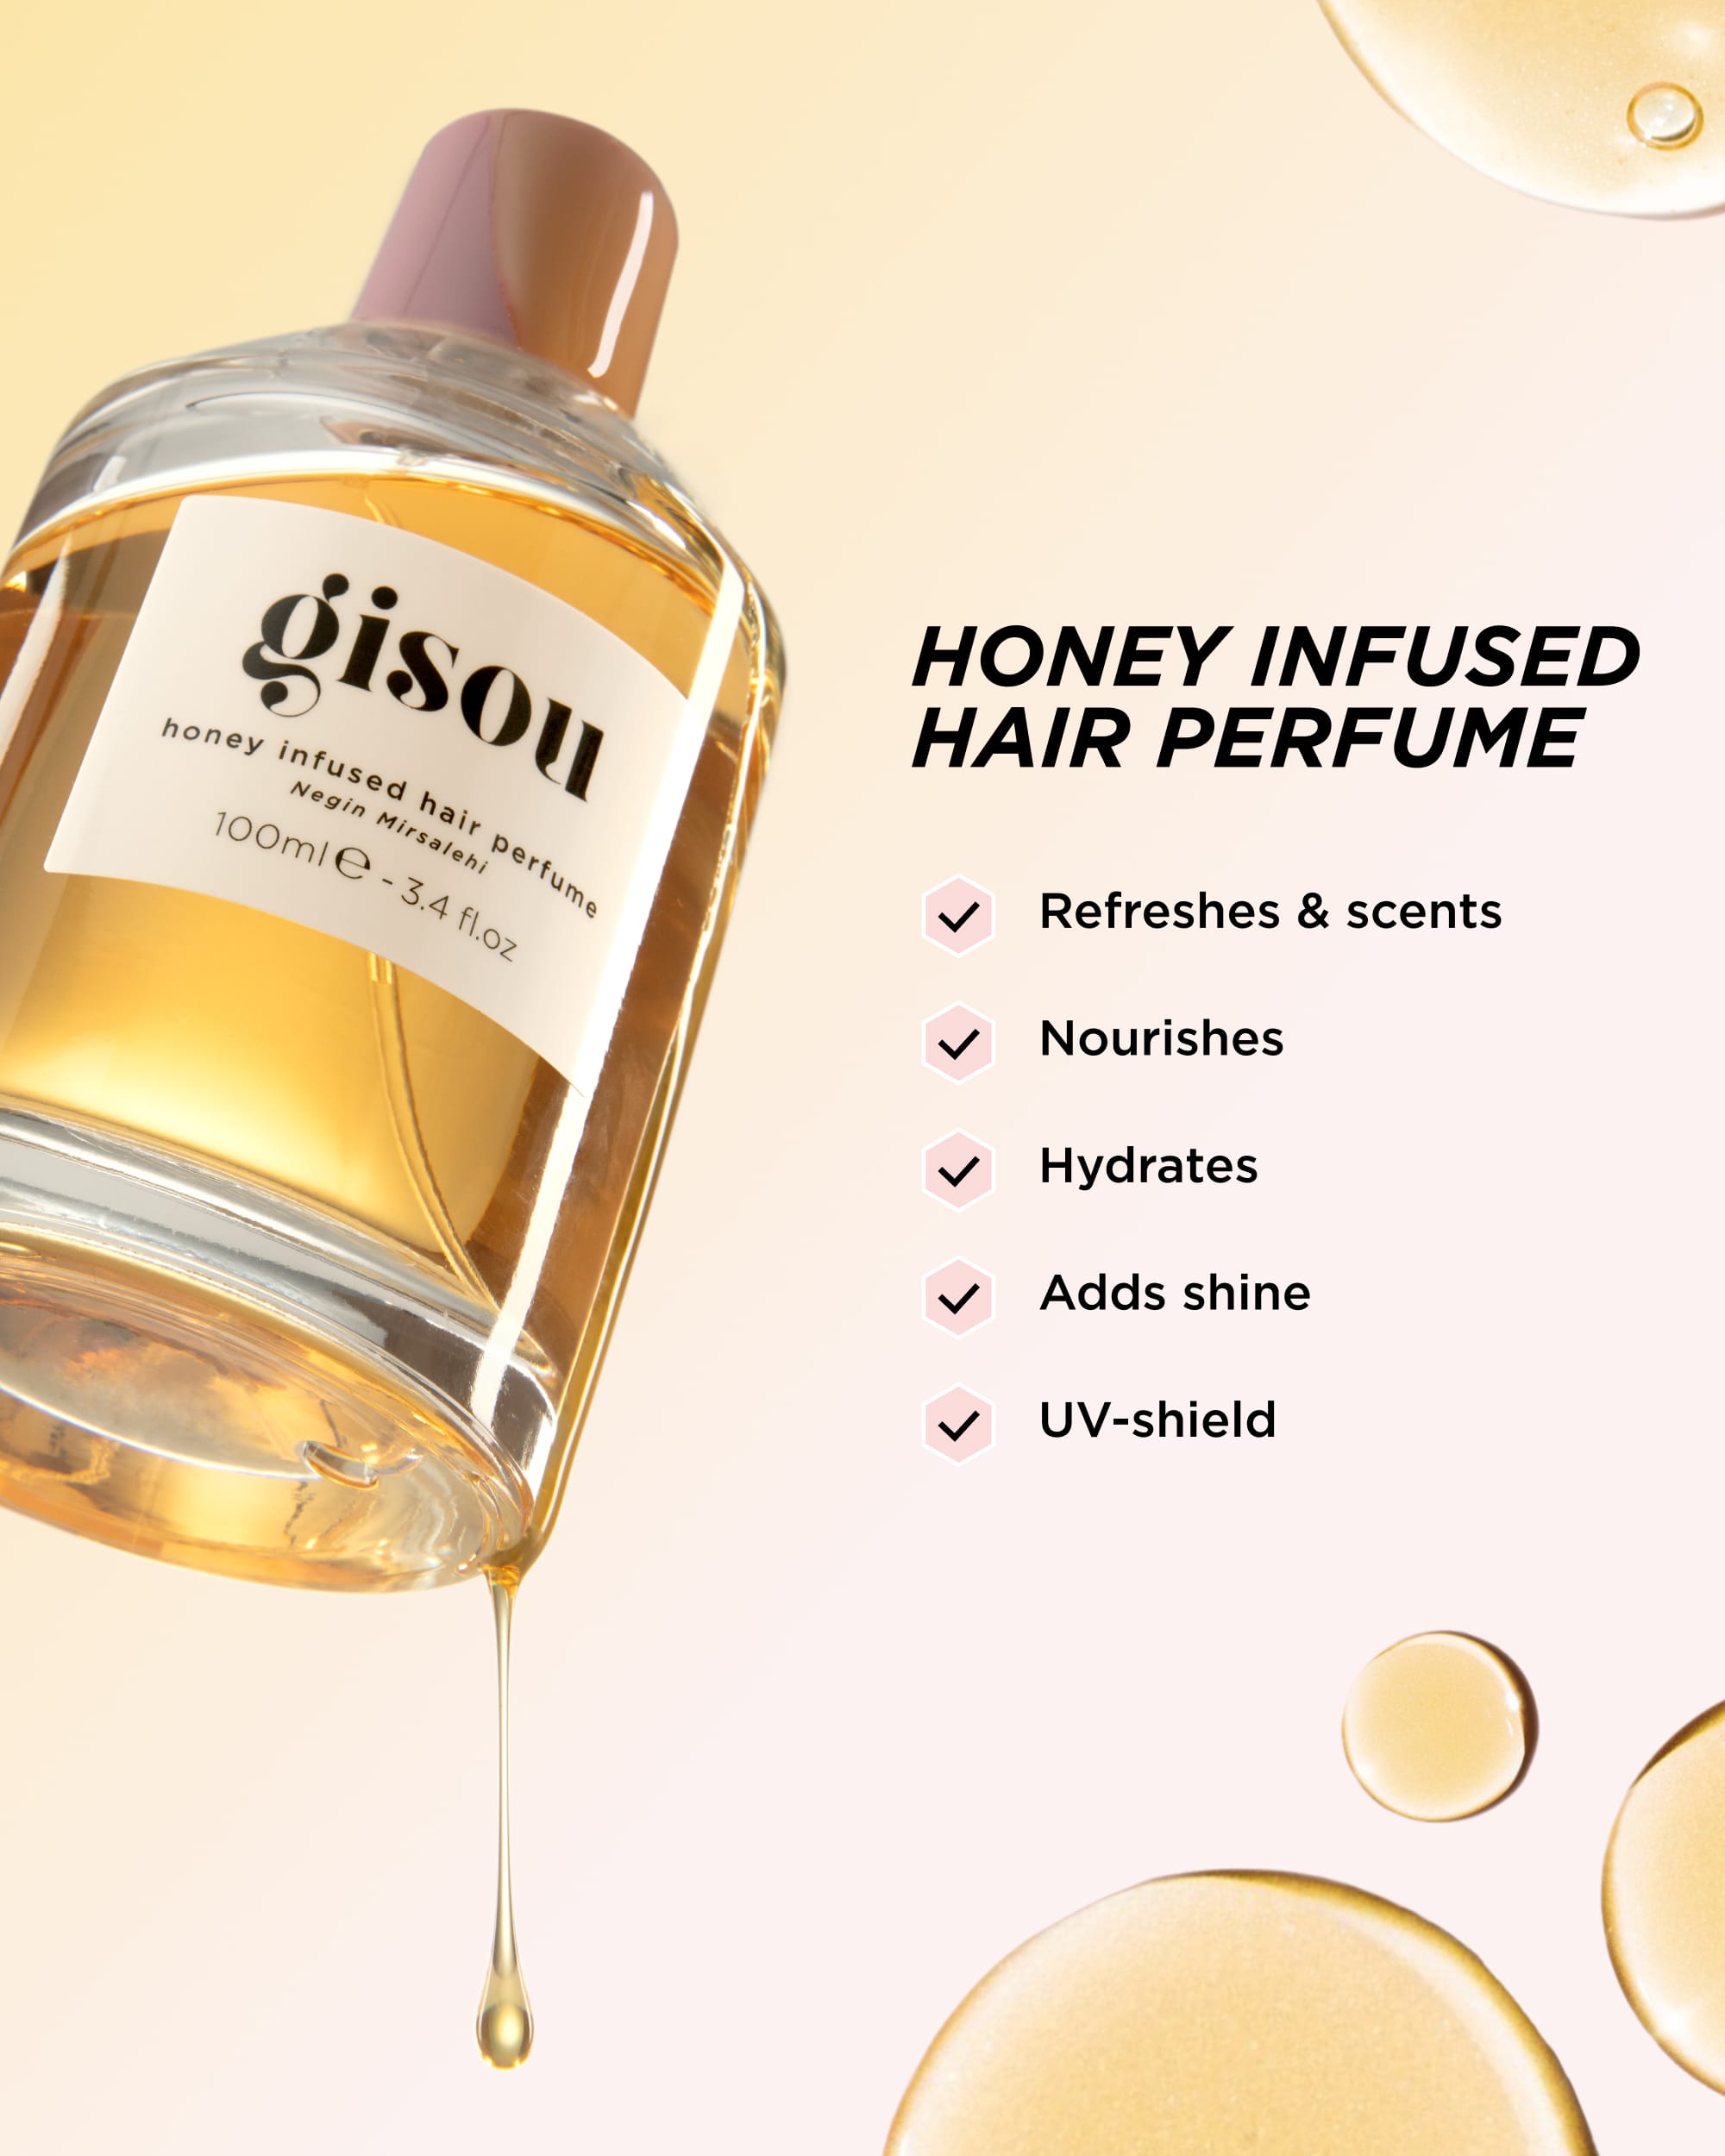 gisou
honey infused hair perfume
Negin Mirsalehi
100ml ℮ - 3.4 fl.oz
HONEY INFUSED
HAIR PERFUME
Refreshes & scents
Nourishes
Hydrates
Adds shine
UV-shield